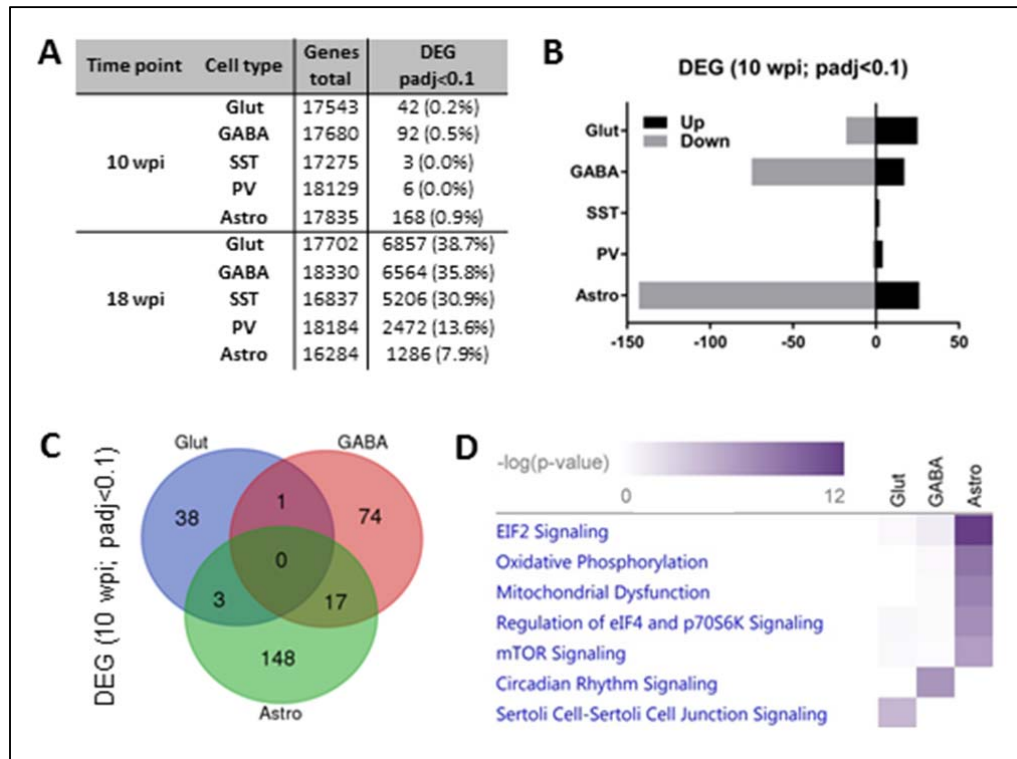 A
Time point Cell type Genes total DEG padj<0.1
10 wpi
Glut 17543 42 (0.2%)
GABA 17680 92 (0.5%)
SST 17275 3 (0.0%)
PV 18129 6 (0.0%)
Astro 17835 168 (0.9%)
18 wpi
Glut 17702 6857 (38.7%)
GABA 18330 6564 (35.8%)
SST 16837 5206 (30.9%)
PV 18184 2472 (13.6%)
Astro 16284 1286 (7.9%)
B
DEG (10 wpi; padj<0.1)
Up
Down
Glut
GABA
SST
PV
Astro
-150 -100 -50 0 50
C
DEG (10 wpi; padj<0.1)
Glut
GABA
38
1
74
0
3
17
148
Astro
D
-log(p-value)
0 12
Glut GABA Astro
EIF2 Signaling
Oxidative Phosphorylation
Mitochondrial Dysfunction
Regulation of eIF4 and p70S6K Signaling
mTOR Signaling
Circadian Rhythm Signaling
Sertoli Cell-Sertoli Cell Junction Signaling